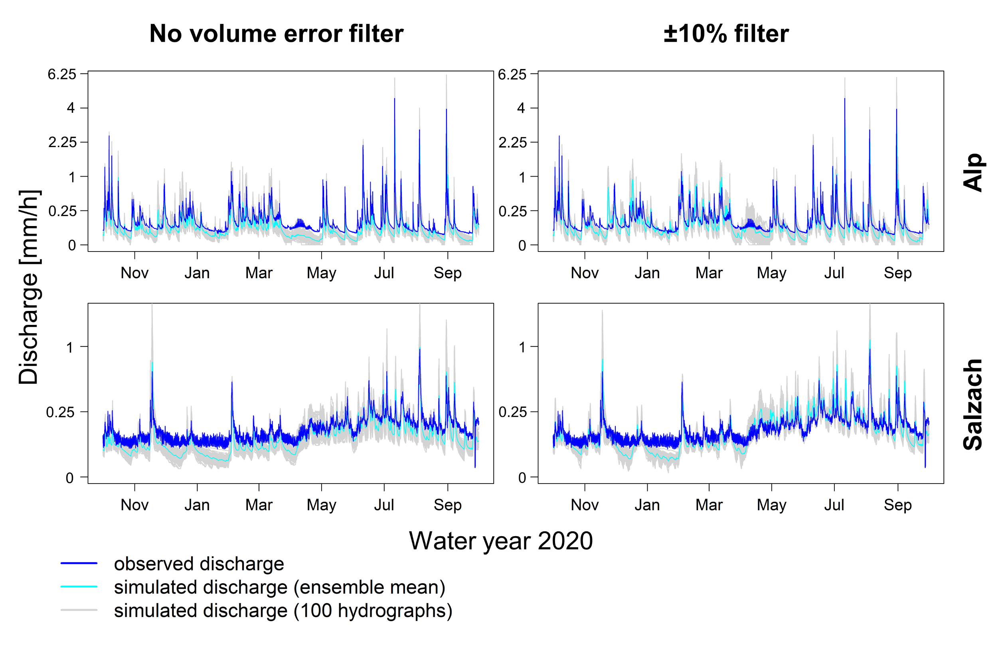 No volume error filter
±10% filter
6.25
4
2.25
1
0.25
0
Nov Jan Mar May Jul Sep
6.25
4
2.25
1
0.25
0
Nov Jan Mar May Jul Sep
Alp
Discharge [mm/h]
1
0.25
0
Nov Jan Mar May Jul Sep
1
0.25
0
Nov Jan Mar May Jul Sep
Salzach
Water year 2020
observed discharge
simulated discharge (ensemble mean)
simulated discharge (100 hydrographs)